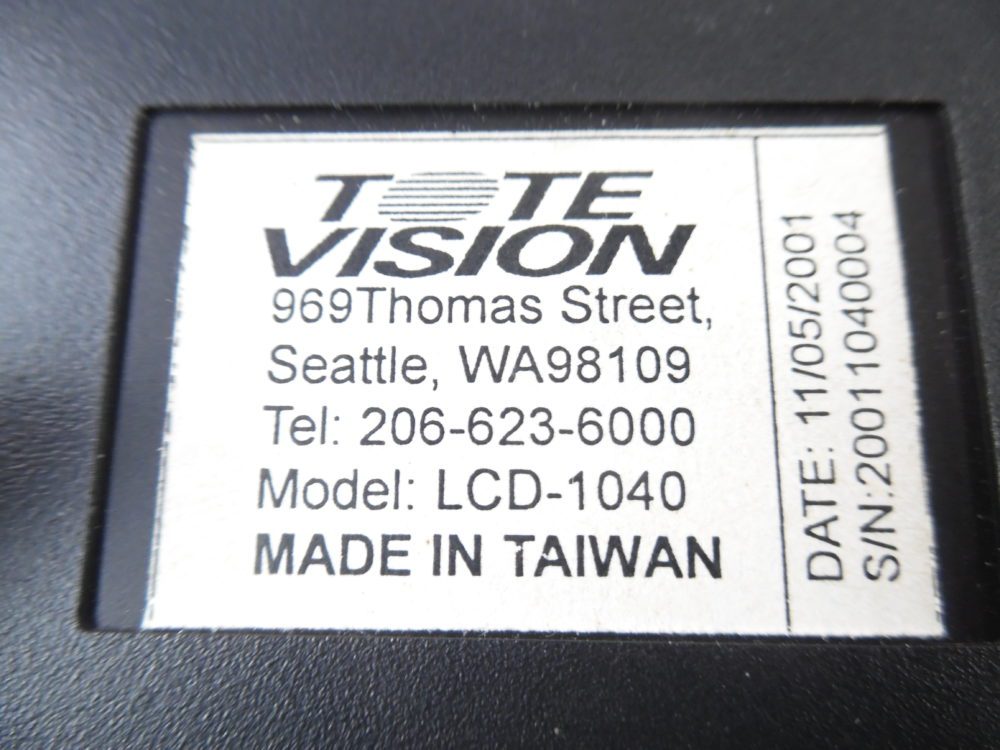 TOTE
VISION
969Thomas Street,
Seattle, WA98109
Tel: 206-623-6000
Model: LCD-1040
MADE IN TAIWAN
DATE: 11/05/2001
S/N:20011040004